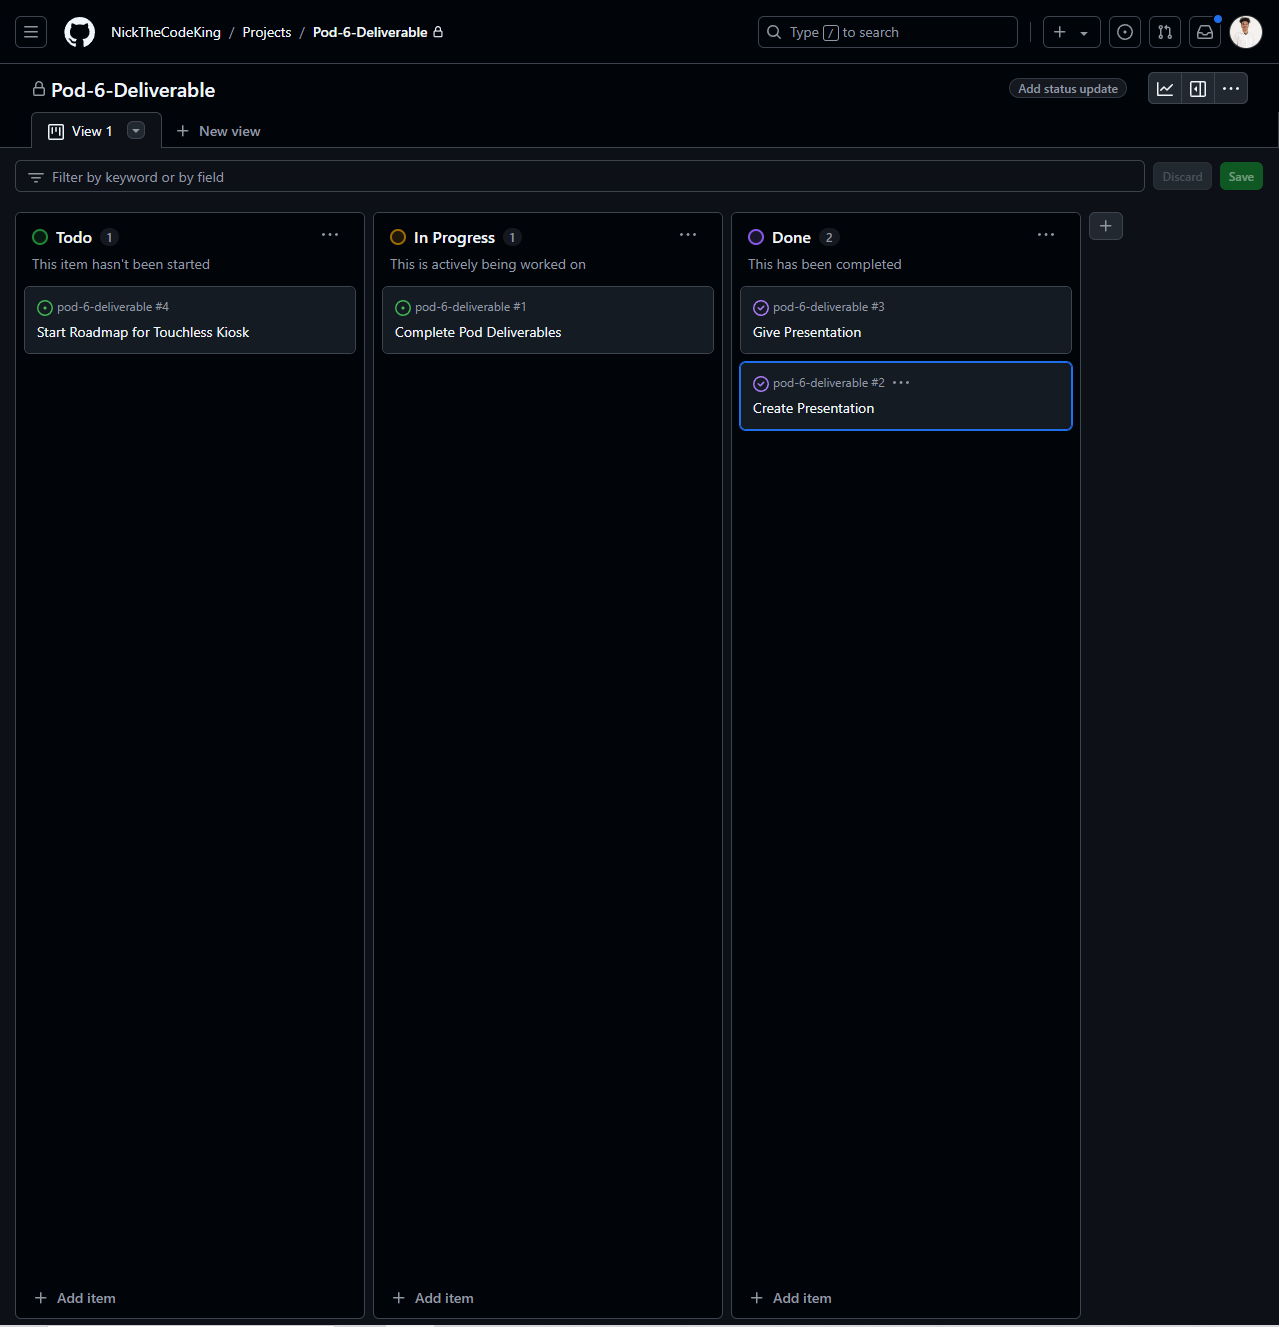 NickTheCodeKing / Projects / Pod-6-Deliverable
Type / to search
Pod-6-Deliverable
Add status update
View 1
New view
Filter by keyword or by field
Discard
Save
Todo 1
This item hasn't been started
pod-6-deliverable #4
Start Roadmap for Touchless Kiosk
Add item
In Progress 1
This is actively being worked on
pod-6-deliverable #1
Complete Pod Deliverables
Add item
Done 2
This has been completed
pod-6-deliverable #3
Give Presentation
pod-6-deliverable #2
Create Presentation
Add item